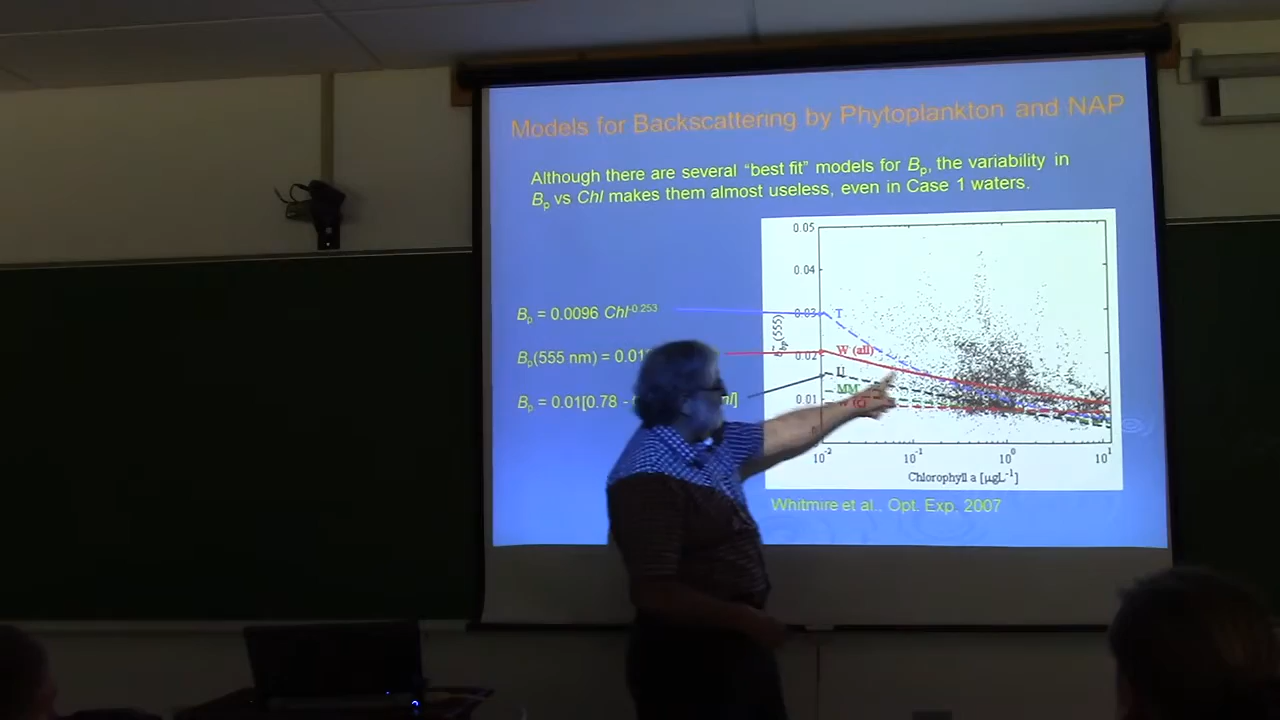 Models for Backscattering by Phytoplankton and NAP
Although there are several “best fit” models for Bp, the variability in
Bp vs Chl makes them almost useless, even in Case 1 waters.
Bp = 0.0096 Chl-0.253
Bp(555 nm) = 0.01
Bp = 0.01[0.78 -
]
0.05
0.04
0.03
0.02
0.01
bbp(555)
T
W (all)
U
MM
W (c)
10-2
10-1
100
101
Chlorophyll a [μgL-1]
Whitmire et al., Opt. Exp. 2007